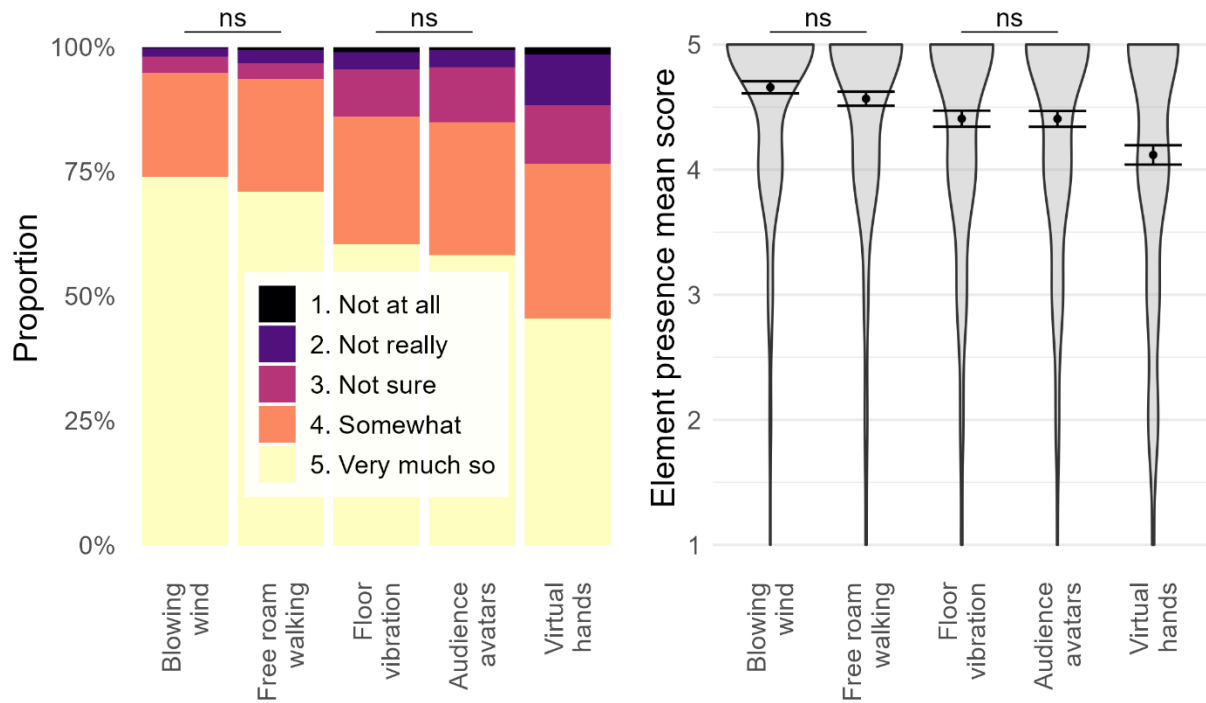 ns
ns
100%
75%
50%
25%
0%
Proportion
1. Not at all
2. Not really
3. Not sure
4. Somewhat
5. Very much so
Blowing
wind
Free roam
walking
Floor
vibration
Audience
avatars
Virtual
hands
ns
ns
5
4
3
2
1
Element presence mean score
Blowing
wind
Free roam
walking
Floor
vibration
Audience
avatars
Virtual
hands